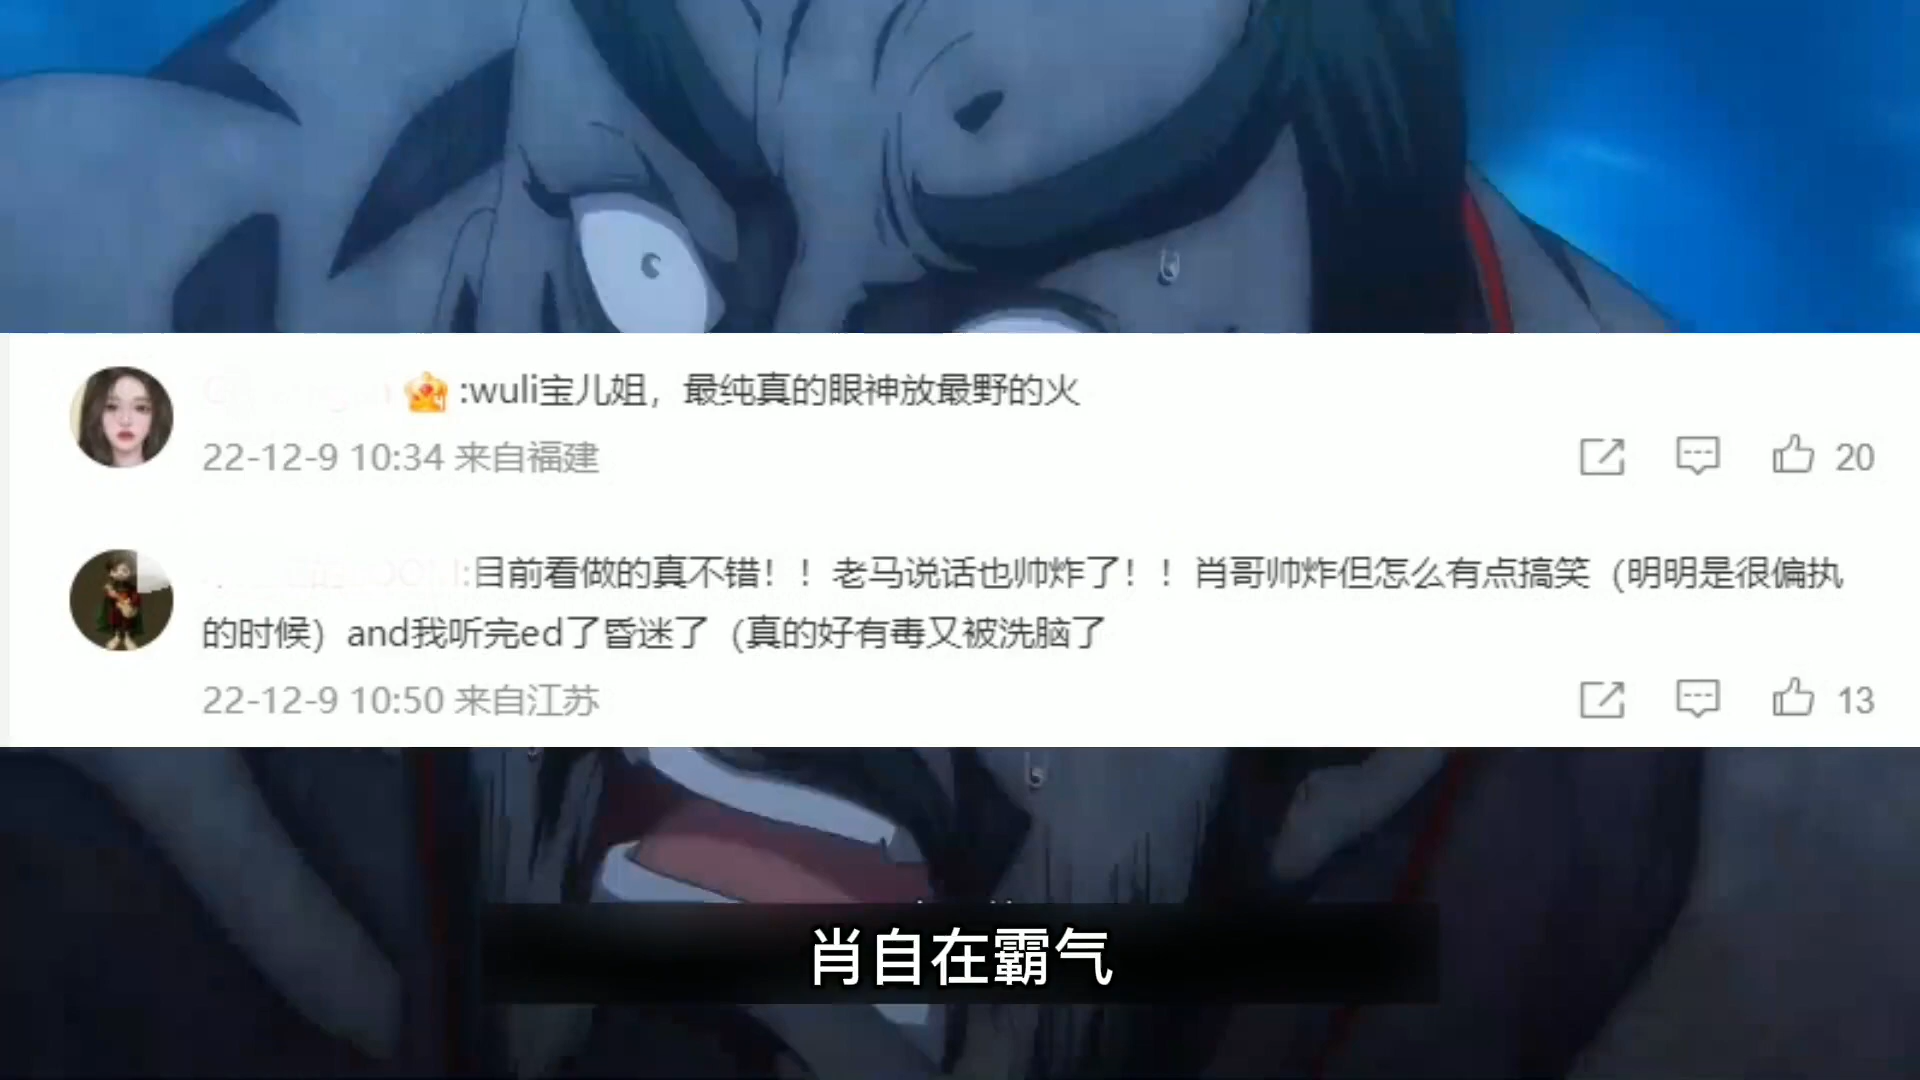 :wuli宝儿姐，最纯真的眼神放最野的火
22-12-9 10:34 来自福建
20
:目前看做的真不错！！老马说话也帅炸了！！肖哥帅炸但怎么有点搞笑（明明是很偏执
的时候）and我听完ed了昏迷了（真的好有毒又被洗脑了
22-12-9 10:50 来自江苏
13
肖自在霸气